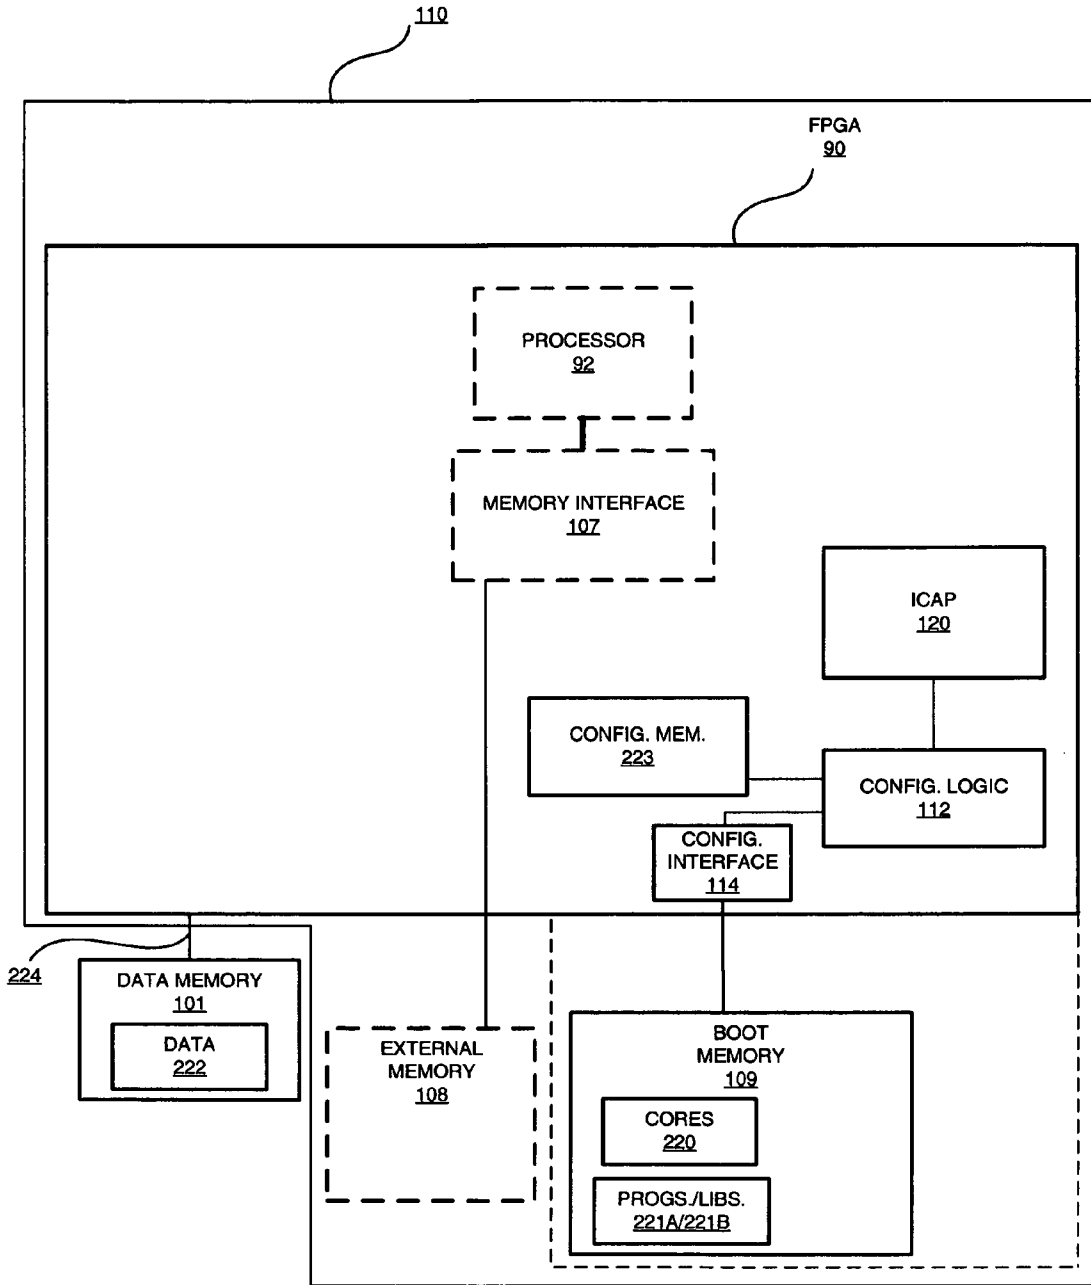 110
FPGA
90
PROCESSOR
92
MEMORY INTERFACE
107
ICAP
120
CONFIG. MEM.
223
CONFIG. LOGIC
112
CONFIG.
INTERFACE
114
224
DATA MEMORY
101
DATA
222
EXTERNAL
MEMORY
108
BOOT
MEMORY
109
CORES
220
PROGS./LIBS.
221A/221B